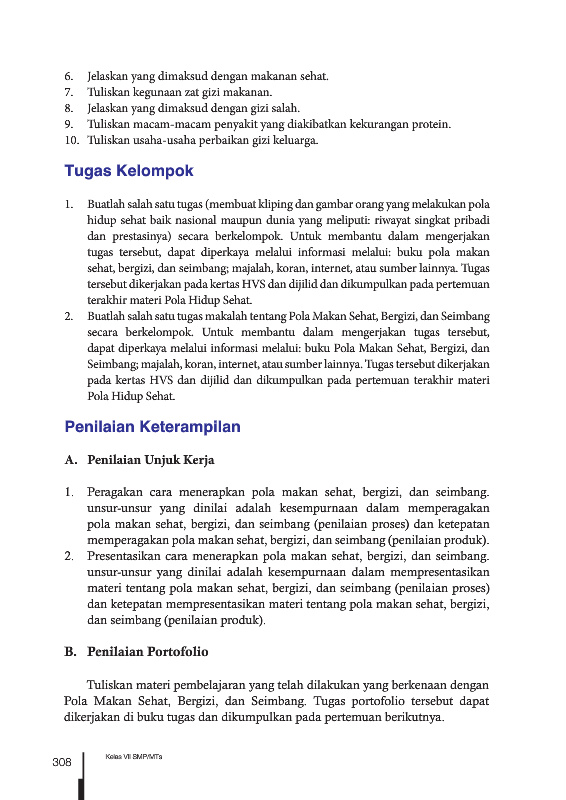 6. Jelaskan yang dimaksud dengan makanan sehat.
7. Tuliskan kegunaan zat gizi makanan.
8. Jelaskan yang dimaksud dengan gizi salah.
9. Tuliskan macam-macam penyakit yang diakibatkan kekurangan protein.
10. Tuliskan usaha-usaha perbaikan gizi keluarga.
Tugas Kelompok
1. Buatlah salah satu tugas (membuat kliping dan gambar orang yang melakukan pola
hidup sehat baik nasional maupun dunia yang meliputi: riwayat singkat pribadi
dan prestasinya) secara berkelompok. Untuk membantu dalam mengerjakan
tugas tersebut, dapat diperkaya melalui informasi melalui: buku pola makan
sehat, bergizi, dan seimbang; majalah, koran, internet, atau sumber lainnya. Tugas
tersebut dikerjakan pada kertas HVS dan dijilid dan dikumpulkan pada pertemuan
terakhir materi Pola Hidup Sehat.
2. Buatlah salah satu tugas makalah tentang Pola Makan Sehat, Bergizi, dan Seimbang
secara berkelompok. Untuk membantu dalam mengerjakan tugas tersebut,
dapat diperkaya melalui informasi melalui: buku Pola Makan Sehat, Bergizi, dan
Seimbang; majalah, koran, internet, atau sumber lainnya. Tugas tersebut dikerjakan
pada kertas HVS dan dijilid dan dikumpulkan pada pertemuan terakhir materi
Pola Hidup Sehat.
Penilaian Keterampilan
A. Penilaian Unjuk Kerja
1. Peragakan cara menerapkan pola makan sehat, bergizi, dan seimbang.
unsur-unsur yang dinilai adalah kesempurnaan dalam memperagakan
pola makan sehat, bergizi, dan seimbang (penilaian proses) dan ketepatan
memperagakan pola makan sehat, bergizi, dan seimbang (penilaian produk).
2. Presentasikan cara menerapkan pola makan sehat, bergizi, dan seimbang.
unsur-unsur yang dinilai adalah kesempurnaan dalam mempresentasikan
materi tentang pola makan sehat, bergizi, dan seimbang (penilaian proses)
dan ketepatan mempresentasikan materi tentang pola makan sehat, bergizi,
dan seimbang (penilaian produk).
B. Penilaian Portofolio
Tuliskan materi pembelajaran yang telah dilakukan yang berkenaan dengan
Pola Makan Sehat, Bergizi, dan Seimbang. Tugas portofolio tersebut dapat
dikerjakan di buku tugas dan dikumpulkan pada pertemuan berikutnya.
308
Kelas VII SMP/MTs